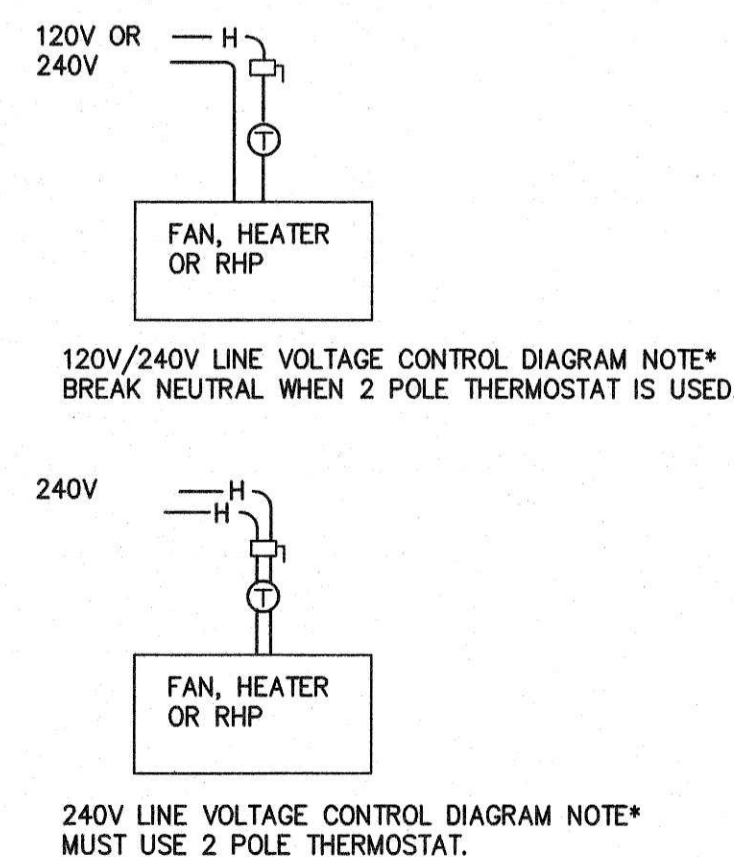 120V OR
240V
H
T
FAN, HEATER
OR RHP
120V/240V LINE VOLTAGE CONTROL DIAGRAM NOTE*
BREAK NEUTRAL WHEN 2 POLE THERMOSTAT IS USED.
240V
H
H
T
FAN, HEATER
OR RHP
240V LINE VOLTAGE CONTROL DIAGRAM NOTE*
MUST USE 2 POLE THERMOSTAT.